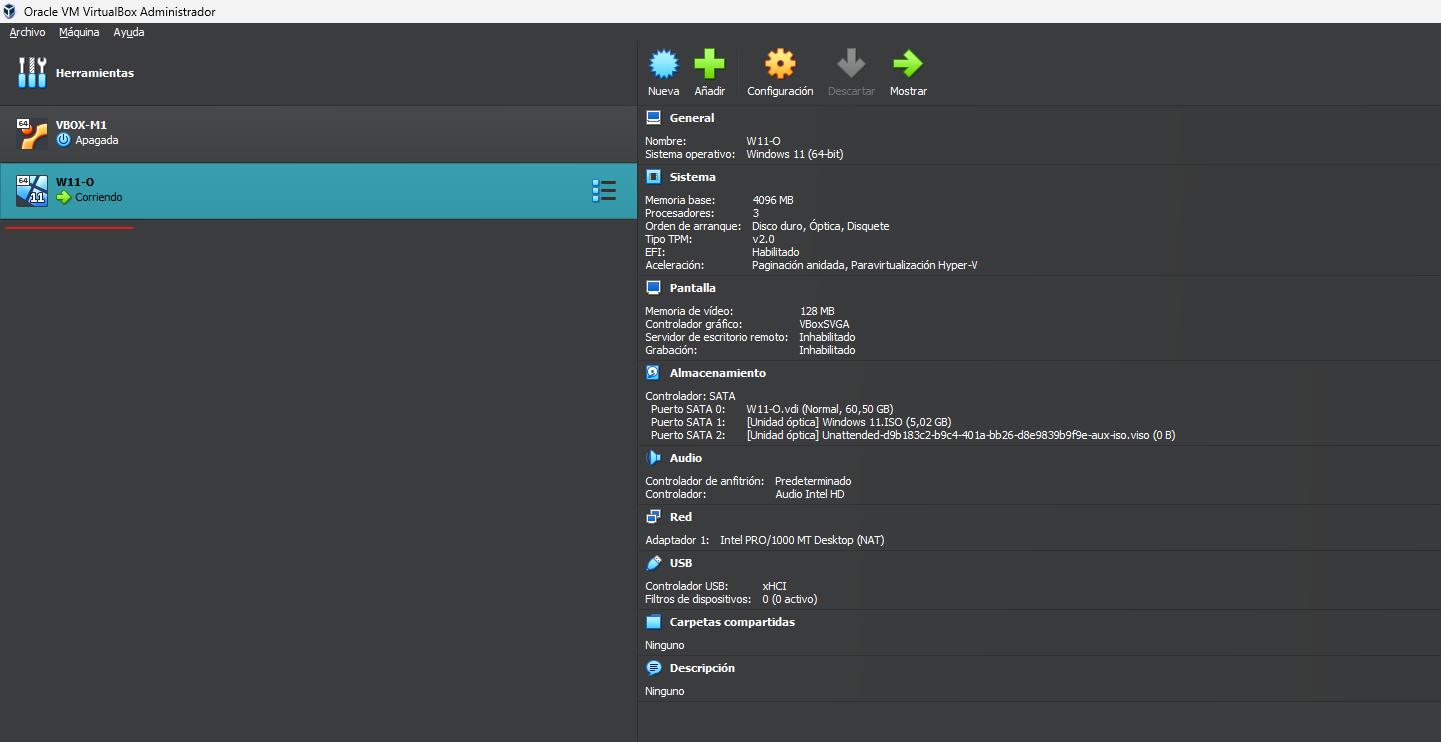 Oracle VM VirtualBox Administrador
Archivo Máquina Ayuda
Herramientas
64
VBOX-M1
Apagada
64
11
W11-O
Corriendo
Nueva Añadir Configuración Descartar Mostrar
General
Nombre: W11-O
Sistema operativo: Windows 11 (64-bit)
Sistema
Memoria base: 4096 MB
Procesadores: 3
Orden de arranque: Disco duro, Óptica, Disquete
Tipo TPM: v2.0
EFI: Habilitado
Aceleración: Paginación anidada, Paravirtualización Hyper-V
Pantalla
Memoria de vídeo: 128 MB
Controlador gráfico: VBoxSVGA
Servidor de escritorio remoto: Inhabilitado
Grabación: Inhabilitado
Almacenamiento
Controlador: SATA
Puerto SATA 0: W11-O.vdi (Normal, 60,50 GB)
Puerto SATA 1: [Unidad óptica] Windows 11.ISO (5,02 GB)
Puerto SATA 2: [Unidad óptica] Unattended-d9b183c2-b9c4-401a-bb26-d8e9839b9f9e-aux-iso.viso (0 B)
Audio
Controlador de anfitrión: Predeterminado
Controlador: Audio Intel HD
Red
Adaptador 1: Intel PRO/1000 MT Desktop (NAT)
USB
Controlador USB: xHCI
Filtros de dispositivos: 0 (0 activo)
Carpetas compartidas
Ninguno
Descripción
Ninguno